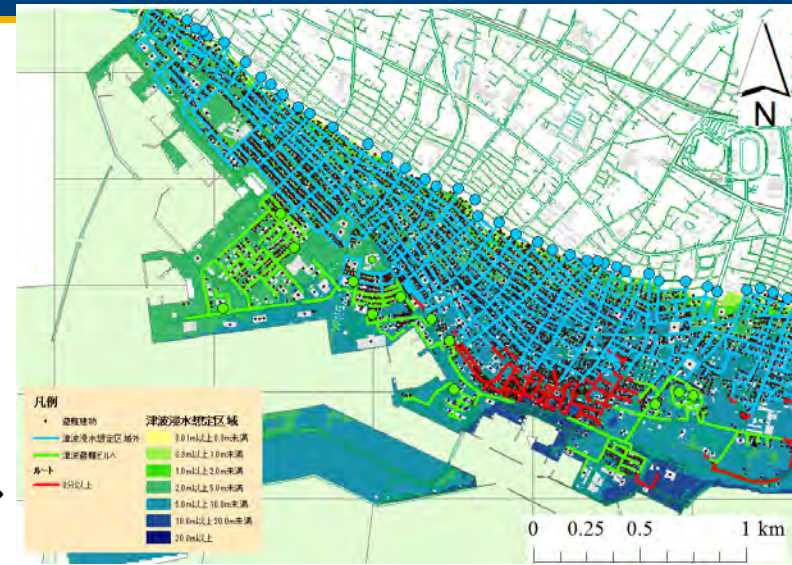 N
凡例
避難建物
津波浸水想定区域外
津波避難ビルへ
ルート
8分以上
津波浸水想定区域
0.01m以上0.3m未満
0.3m以上1.0m未満
1.0m以上2.0m未満
2.0m以上5.0m未満
5.0m以上10.0m未満
10.0m以上20.0m未満
20.0m以上
0 0.25 0.5 1 km